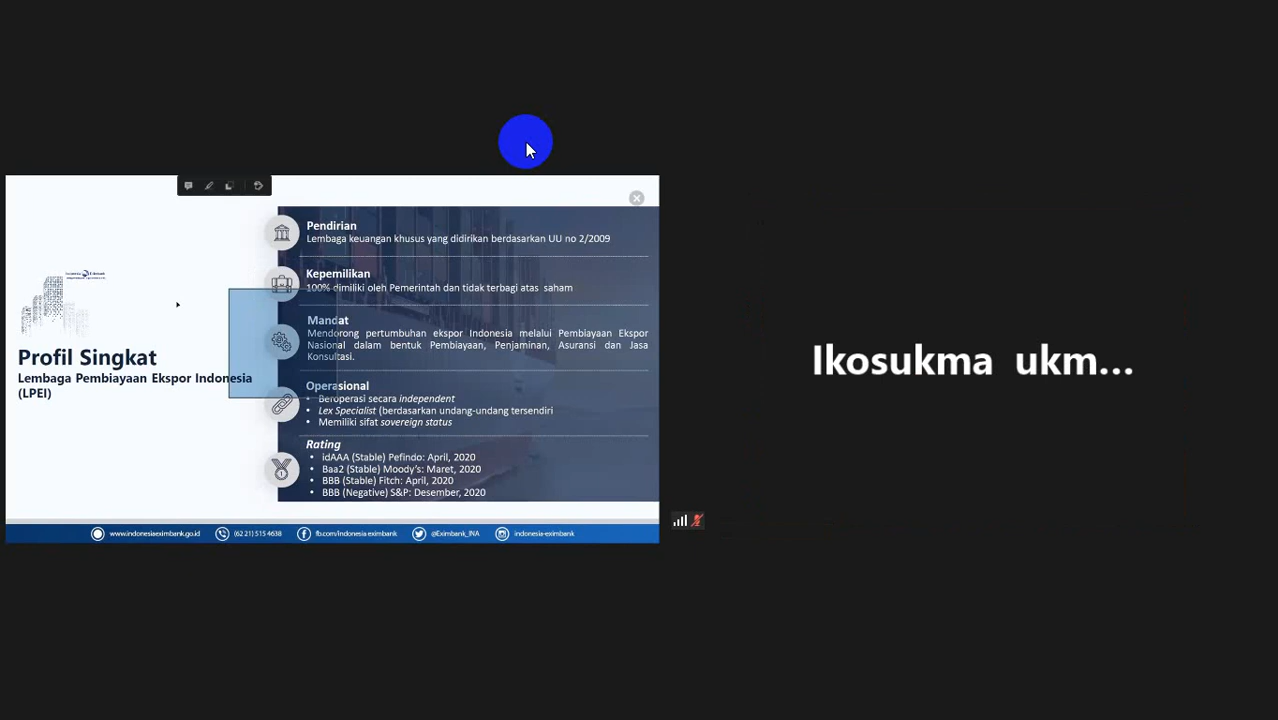 Profil Singkat
Lembaga Pembiayaan Ekspor Indonesia
(LPEI)
Pendirian
Lembaga keuangan khusus yang didirikan berdasarkan UU no 2/2009
Kepemilikan
100% dimiliki oleh Pemerintah dan tidak terbagi atas saham
Mandat
Mendorong pertumbuhan ekspor Indonesia melalui Pembiayaan Ekspor
Nasional dalam bentuk Pembiayaan, Penjaminan, Asuransi dan Jasa
Konsultasi.
Operasional
• Beroperasi secara independent
• Lex Specialist (berdasarkan undang-undang tersendiri
• Memiliki sifat sovereign status
Rating
• idAAA (Stable) Pefindo: April, 2020
• Baa2 (Stable) Moody's: Maret, 2020
• BBB (Stable) Fitch: April, 2020
• BBB (Negative) S&P: Desember, 2020
www.indonesiaeximbank.go.id (62 21) 515 4638 fb.com/indonesia eximbank @Eximbank_INA indonesia-eximbank
Ikosukma ukm...